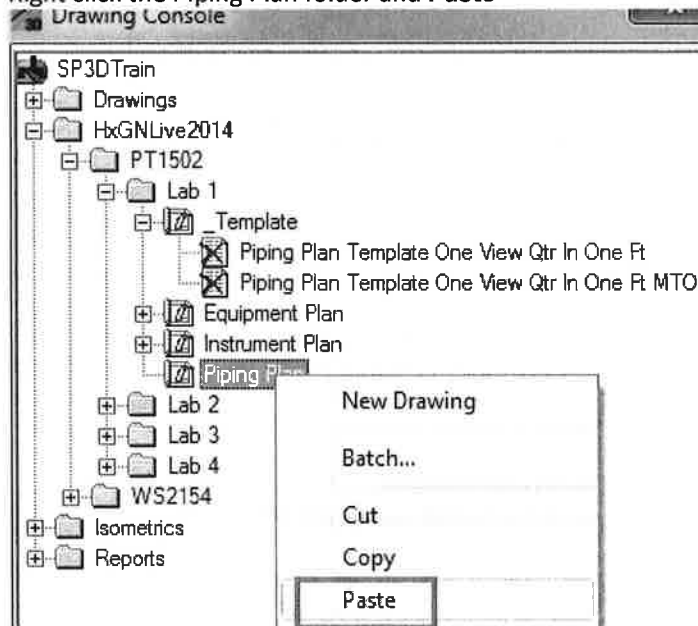 Right click the Piping Plan folder and Paste
Drawing Console
SP3DTrain
Drawings
HxGNLive2014
PT1502
Lab 1
_Template
Piping Plan Template One View Qtr In One Ft
Piping Plan Template One View Qtr In One Ft MTO
Equipment Plan
Instrument Plan
Piping Plan
New Drawing
Lab 2
Lab 3
Batch...
Lab 4
WS2154
Cut
Isometrics
Copy
Reports
Paste